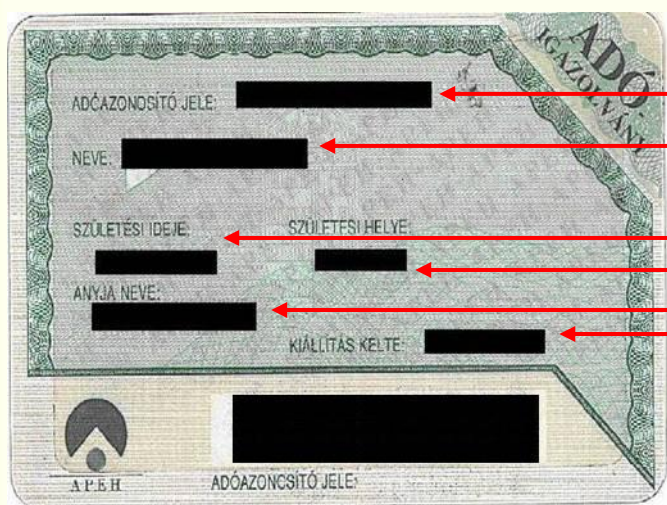 ADÓ-
IGAZOLVÁNY
ADÓAZONOSÍTÓ JELE:
NEVE:
SZÜLETÉSI IDEJE:
SZÜLETÉSI HELYE:
ANYJA NEVE:
KIÁLLÍTÁS KELTE:
APEH
ADÓAZONOSÍTÓ JELE: